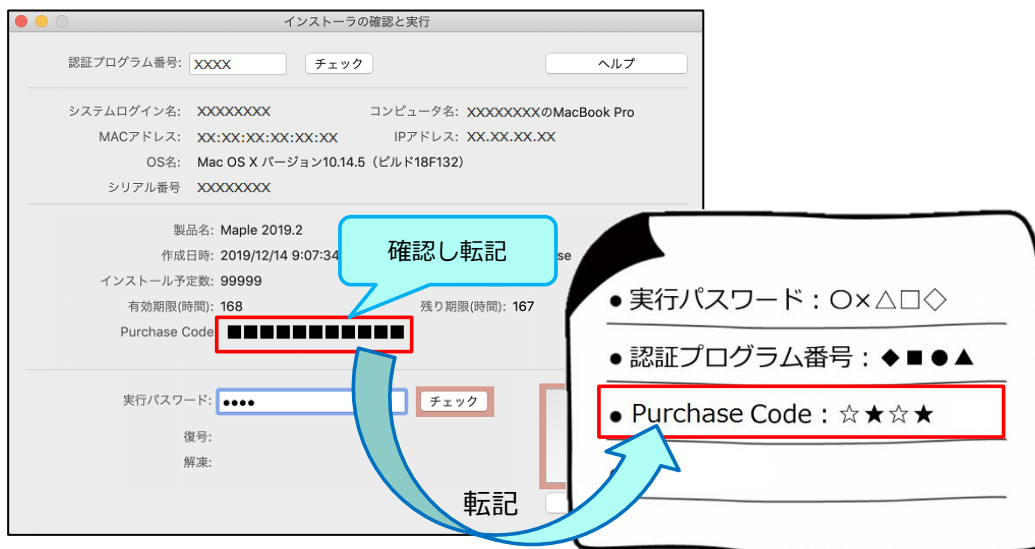 インストーラの確認と実行
認証プログラム番号: XXXX チェック ヘルプ
システムログイン名: XXXXXXXX コンピュータ名: XXXXXXXXのMacBook Pro
MACアドレス: XX:XX:XX:XX:XX:XX IPアドレス: XX.XX.XX.XX
OS名: Mac OS X バージョン10.14.5（ビルド18F132）
シリアル番号 XXXXXXXX
製品名: Maple 2019.2
作成日時: 2019/12/14 9:07:34 se
インストール予定数: 99999
有効期限(時間): 168 残り期限(時間): 167
Purchase Code ■■■■■■■■■■■
実行パスワード: ●●●● チェック
復号:
解凍:
確認し転記
転記
● 実行パスワード：○×△□◇
● 認証プログラム番号：◆■●▲
● Purchase Code：☆★☆★